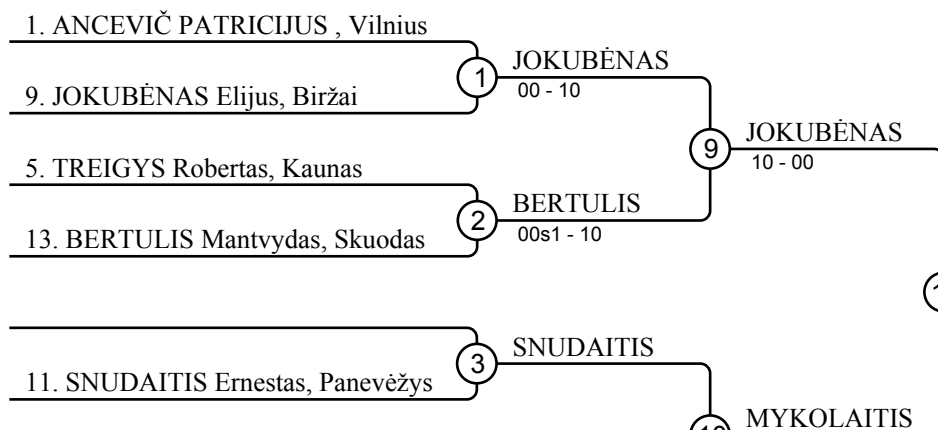 1. ANCEVIČ PATRICIJUS , Vilnius
JOKUBĖNAS
1
00 - 10
9. JOKUBĖNAS Elijus, Biržai
JOKUBĖNAS
9
10 - 00
5. TREIGYS Robertas, Kaunas
BERTULIS
2
00s1 - 10
13. BERTULIS Mantvydas, Skuodas
SNUDAITIS
3
11. SNUDAITIS Ernestas, Panevėžys
MYKOLAITIS